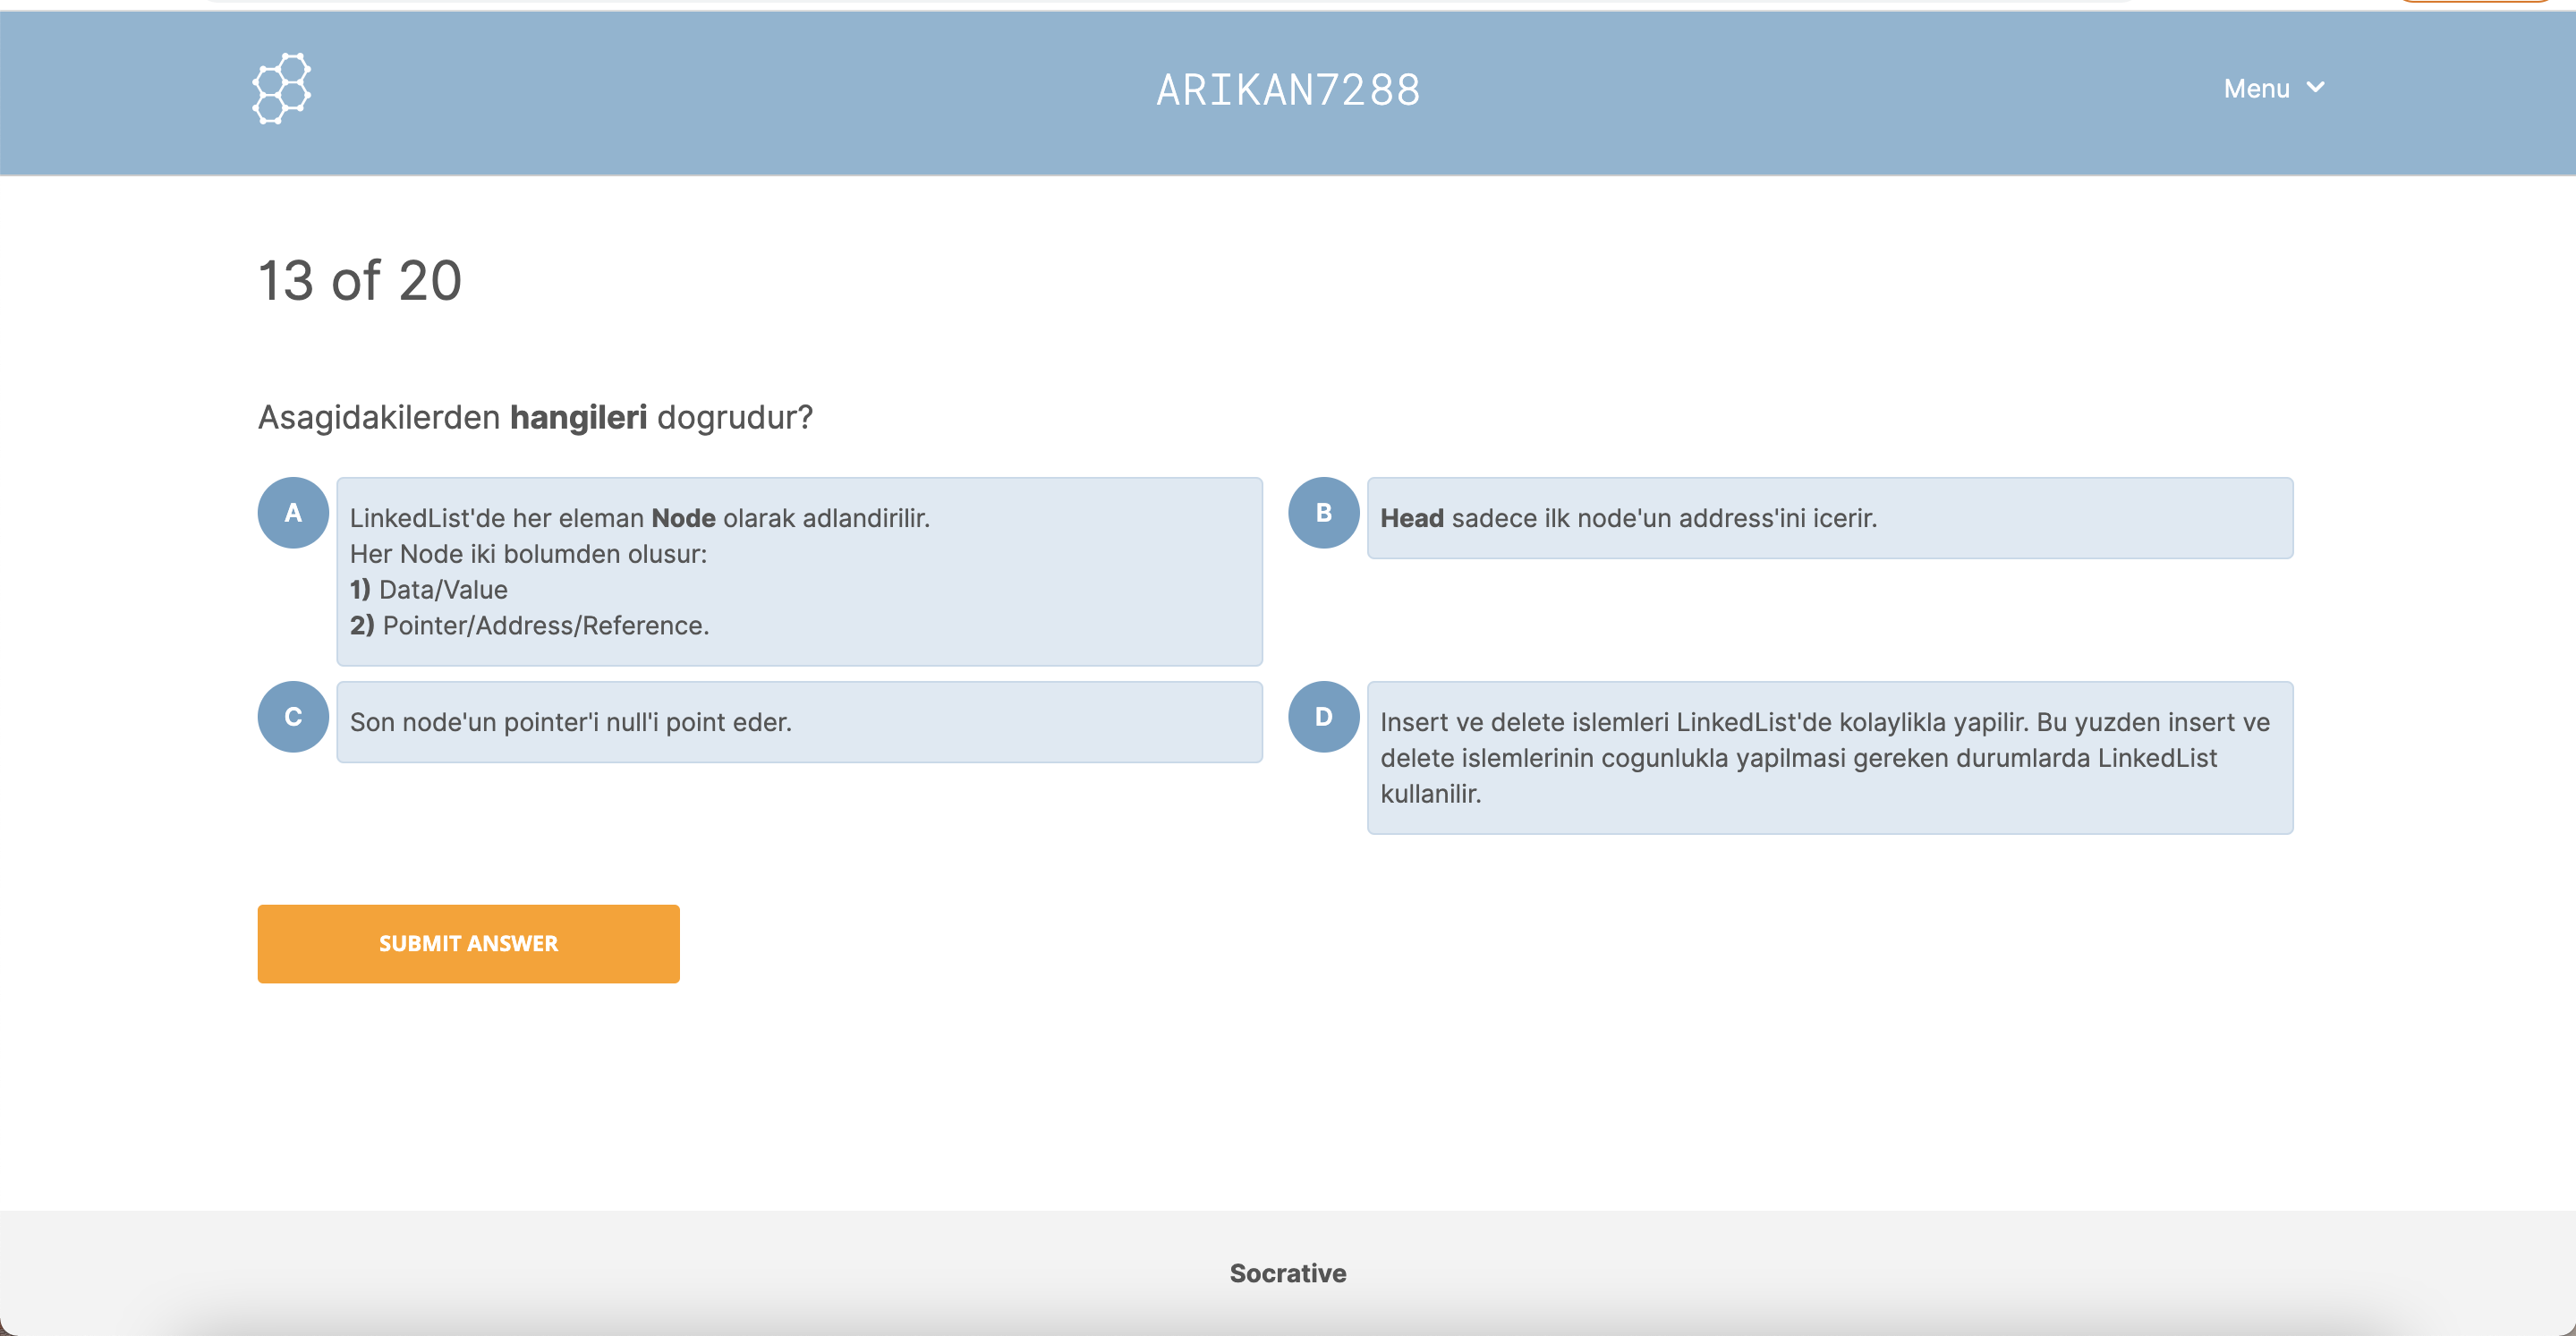 ARIKAN7288
Menu
13 of 20
Asagidakilerden hangileri dogrudur?
A
LinkedList'de her eleman Node olarak adlandirilir.
Her Node iki bolumden olusur:
1) Data/Value
2) Pointer/Address/Reference.
B
Head sadece ilk node'un address'ini icerir.
C
Son node'un pointer'i null'i point eder.
D
Insert ve delete islemleri LinkedList'de kolaylikla yapilir. Bu yuzden insert ve
delete islemlerinin cogunlukla yapilmasi gereken durumlarda LinkedList
kullanilir.
SUBMIT ANSWER
Socrative